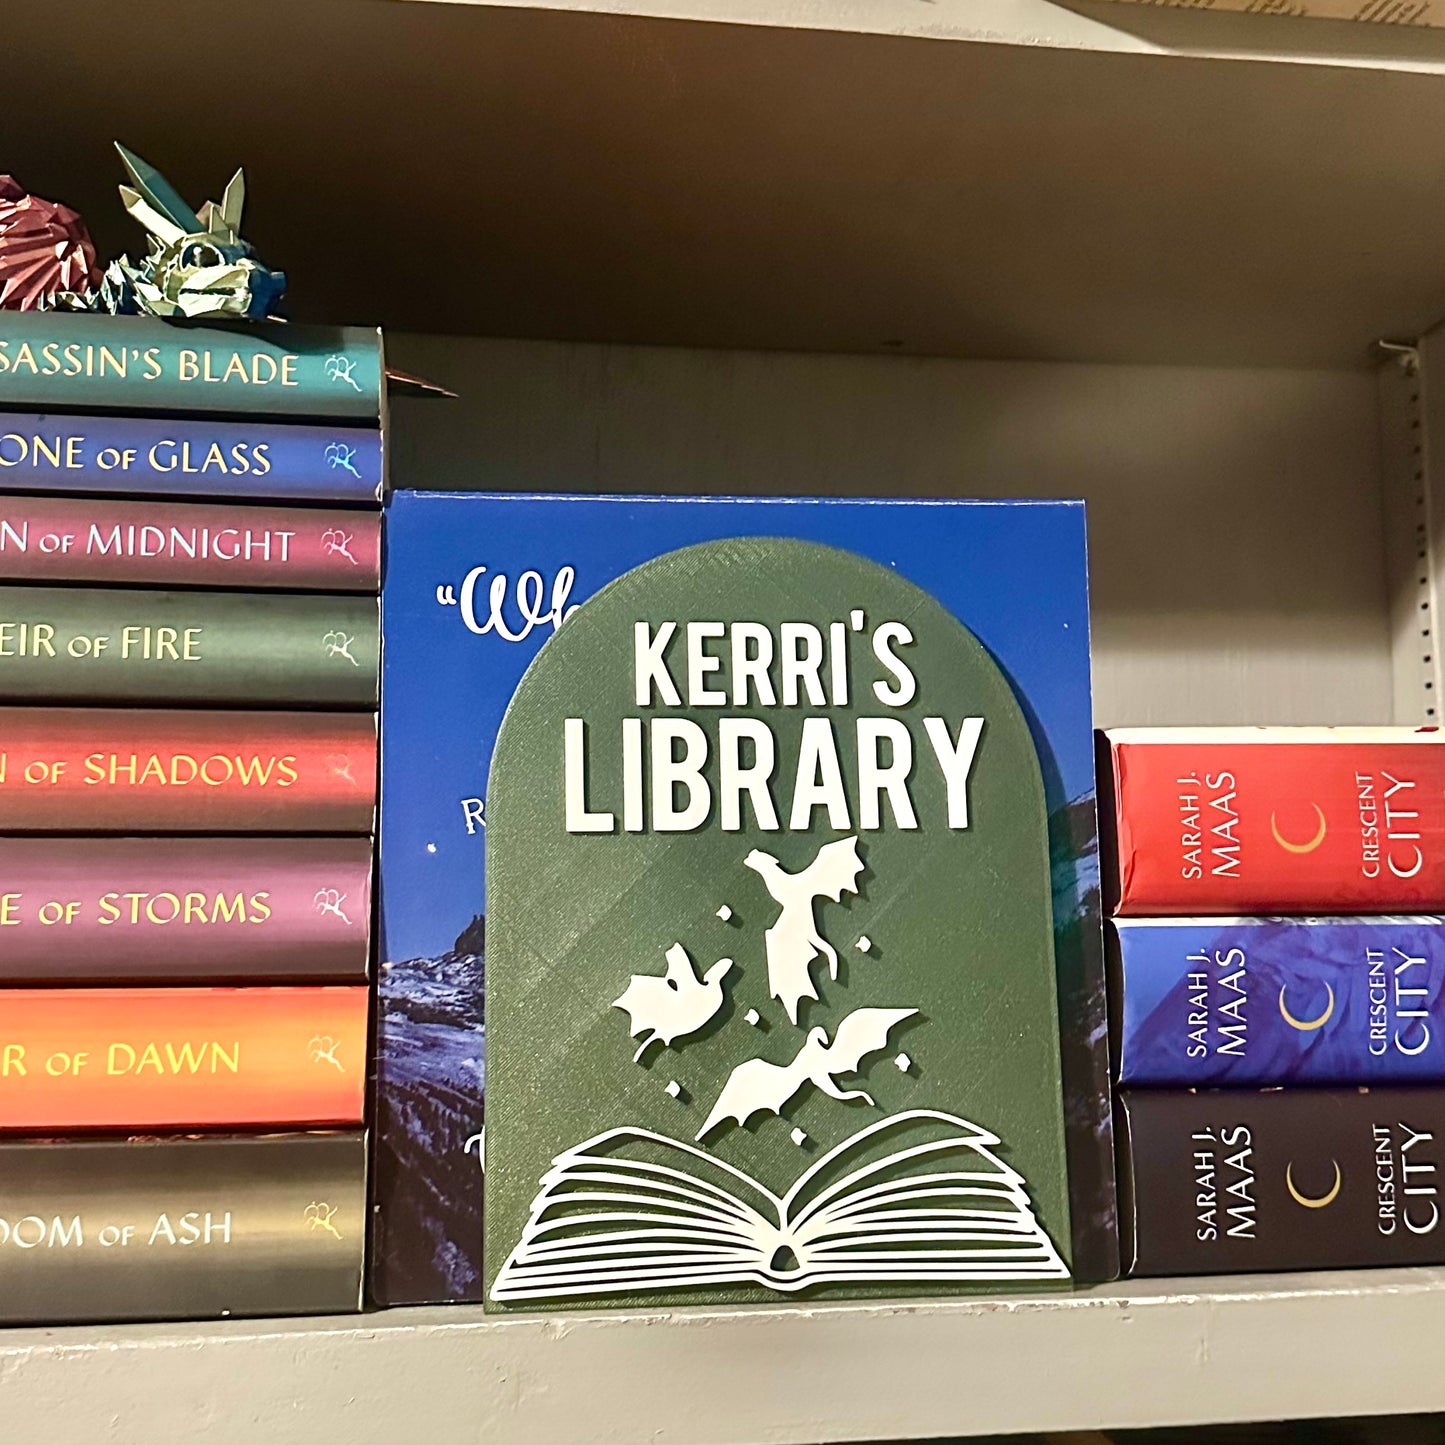 SASSIN'S BLADE
ONE OF GLASS
N OF MIDNIGHT
EIR OF FIRE
N OF SHADOWS
E OF STORMS
R OF DAWN
DOM OF ASH
"Wh
R
KERRI'S
LIBRARY
SARAH J.
MAAS
CRESCENT
CITY
SARAH J.
MAAS
CRESCENT
CITY
SARAH J.
MAAS
CRESCENT
CITY